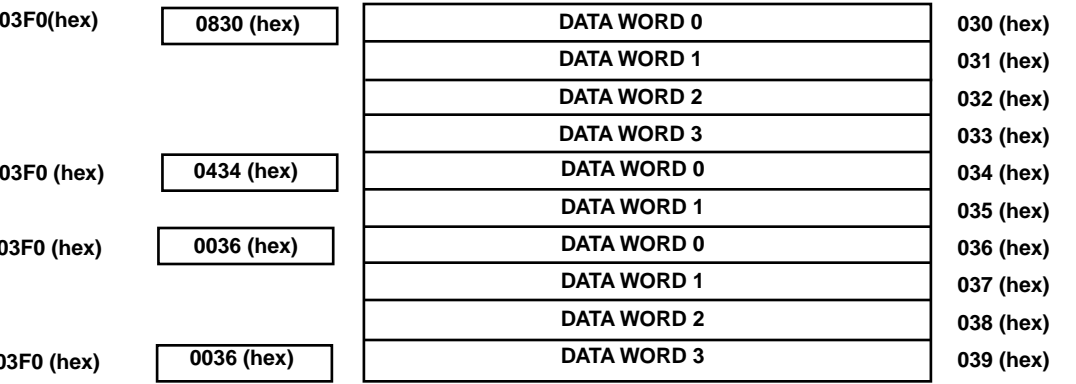 03F0(hex) 0830 (hex) DATA WORD 0 030 (hex)
DATA WORD 1 031 (hex)
DATA WORD 2 032 (hex)
DATA WORD 3 033 (hex)
03F0 (hex) 0434 (hex) DATA WORD 0 034 (hex)
DATA WORD 1 035 (hex)
03F0 (hex) 0036 (hex) DATA WORD 0 036 (hex)
DATA WORD 1 037 (hex)
DATA WORD 2 038 (hex)
03F0 (hex) 0036 (hex) DATA WORD 3 039 (hex)